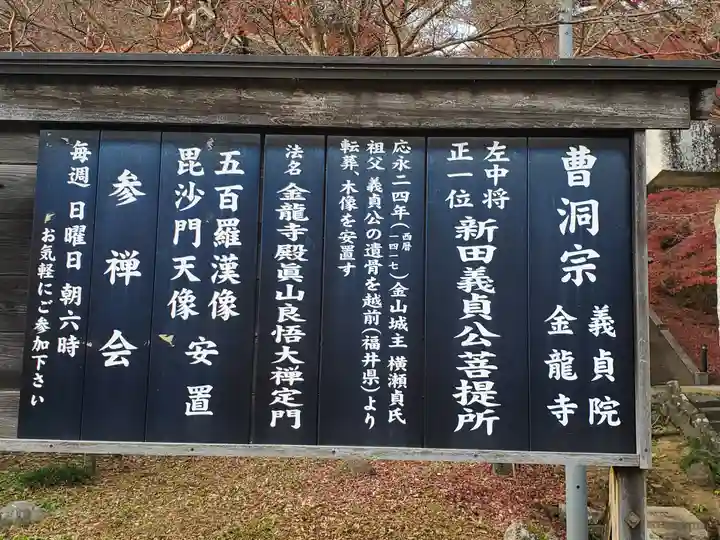 曹洞宗
義貞院
金龍寺
左中将
正一位
新田義貞公菩提所
応永二四年(西暦一四一七)金山城主 横瀬貞氏
祖父義貞公の遺骨を越前(福井県)より
転葬、木像を安置す
法名 金龍寺殿眞山良悟大禅定門
五百羅漢像
毘沙門天像
安置
参禅会
毎週 日曜日 朝六時
お気軽にご参加下さい